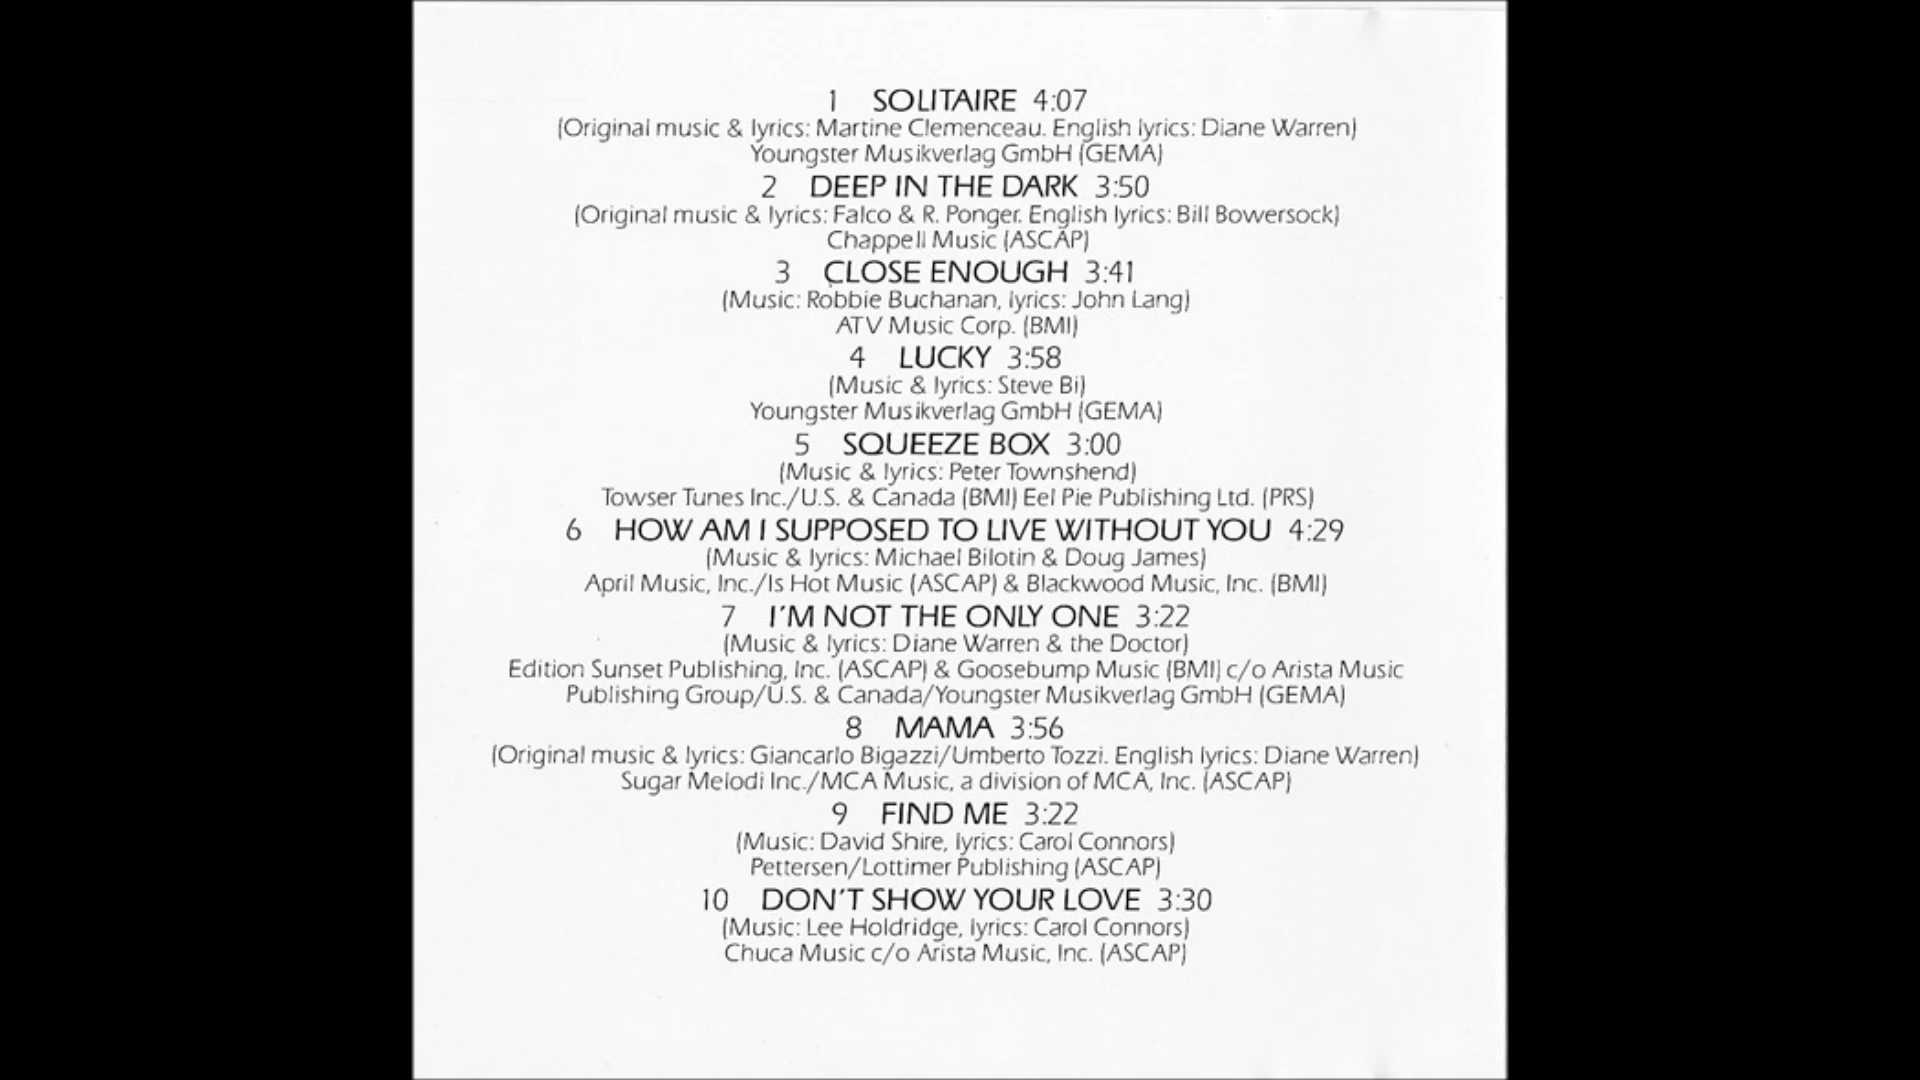 1 SOLITAIRE 4:07
(Original music & lyrics: Martine Clemenceau. English lyrics: Diane Warren)
Youngster Musikverlag GmbH (GEMA)
2 DEEP IN THE DARK 3:50
(Original music & lyrics: Falco & R. Ponger. English lyrics: Bill Bowersock)
Chappell Music (ASCAP)
3 CLOSE ENOUGH 3:41
(Music: Robbie Buchanan, lyrics: John Lang)
ATV Music Corp. (BMI)
4 LUCKY 3:58
(Music & lyrics: Steve Bi)
Youngster Musikverlag GmbH (GEMA)
5 SQUEEZE BOX 3:00
(Music & lyrics: Peter Townshend)
Towser Tunes Inc./U.S. & Canada (BMI) Eel Pie Publishing Ltd. (PRS)
6 HOW AM I SUPPOSED TO LIVE WITHOUT YOU 4:29
(Music & lyrics: Michael Bilotin & Doug James)
April Music, Inc./Is Hot Music (ASCAP) & Blackwood Music, Inc. (BMI)
7 I'M NOT THE ONLY ONE 3:22
(Music & lyrics: Diane Warren & the Doctor)
Edition Sunset Publishing, Inc. (ASCAP) & Goosebump Music (BMI) c/o Arista Music
Publishing Group/U.S. & Canada/Youngster Musikverlag GmbH (GEMA)
8 MAMA 3:56
(Original music & lyrics: Giancarlo Bigazzi/Umberto Tozzi. English lyrics: Diane Warren)
Sugar Melodi Inc./MCA Music, a division of MCA, Inc. (ASCAP)
9 FIND ME 3:22
(Music: David Shire, lyrics: Carol Connors)
Pettersen/Lottimer Publishing (ASCAP)
10 DON'T SHOW YOUR LOVE 3:30
(Music: Lee Holdridge, lyrics: Carol Connors)
Chuca Music c/o Arista Music, Inc. (ASCAP)